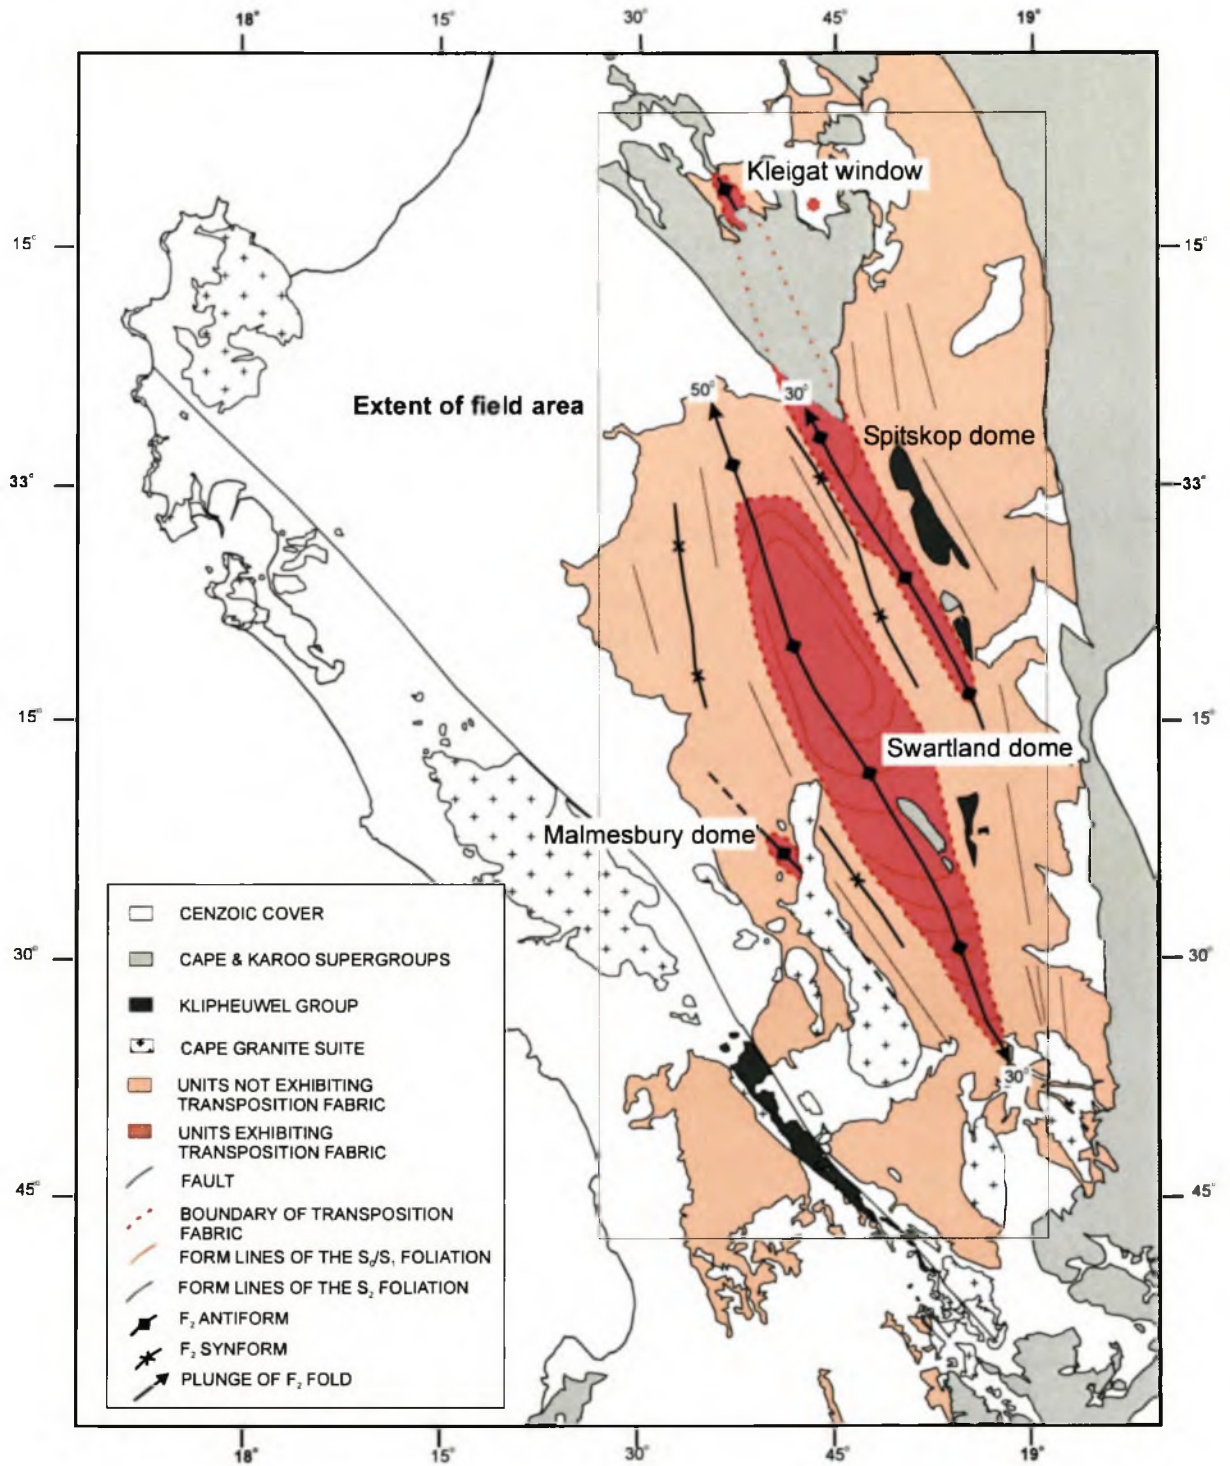 18° 15° 30° 45° 19°
Kleigat window
15° 15°
50° 30°
Extent of field area
Spitskop dome
33° 33°
15° 15°
Swartland dome
Malmesbury dome
CENZOIC COVER
CAPE & KAROO SUPERGROUPS
30° 30°
KLIPHEUWEL GROUP
CAPE GRANITE SUITE
30°
UNITS NOT EXHIBITING
TRANSPOSITION FABRIC
UNITS EXHIBITING
TRANSPOSITION FABRIC
FAULT
45° 45°
BOUNDARY OF TRANSPOSITION
FABRIC
FORM LINES OF THE S₀/S₁ FOLIATION
FORM LINES OF THE S₂ FOLIATION
F₂ ANTIFORM
F₂ SYNFORM
PLUNGE OF F₂ FOLD
18° 15° 30° 45° 19°